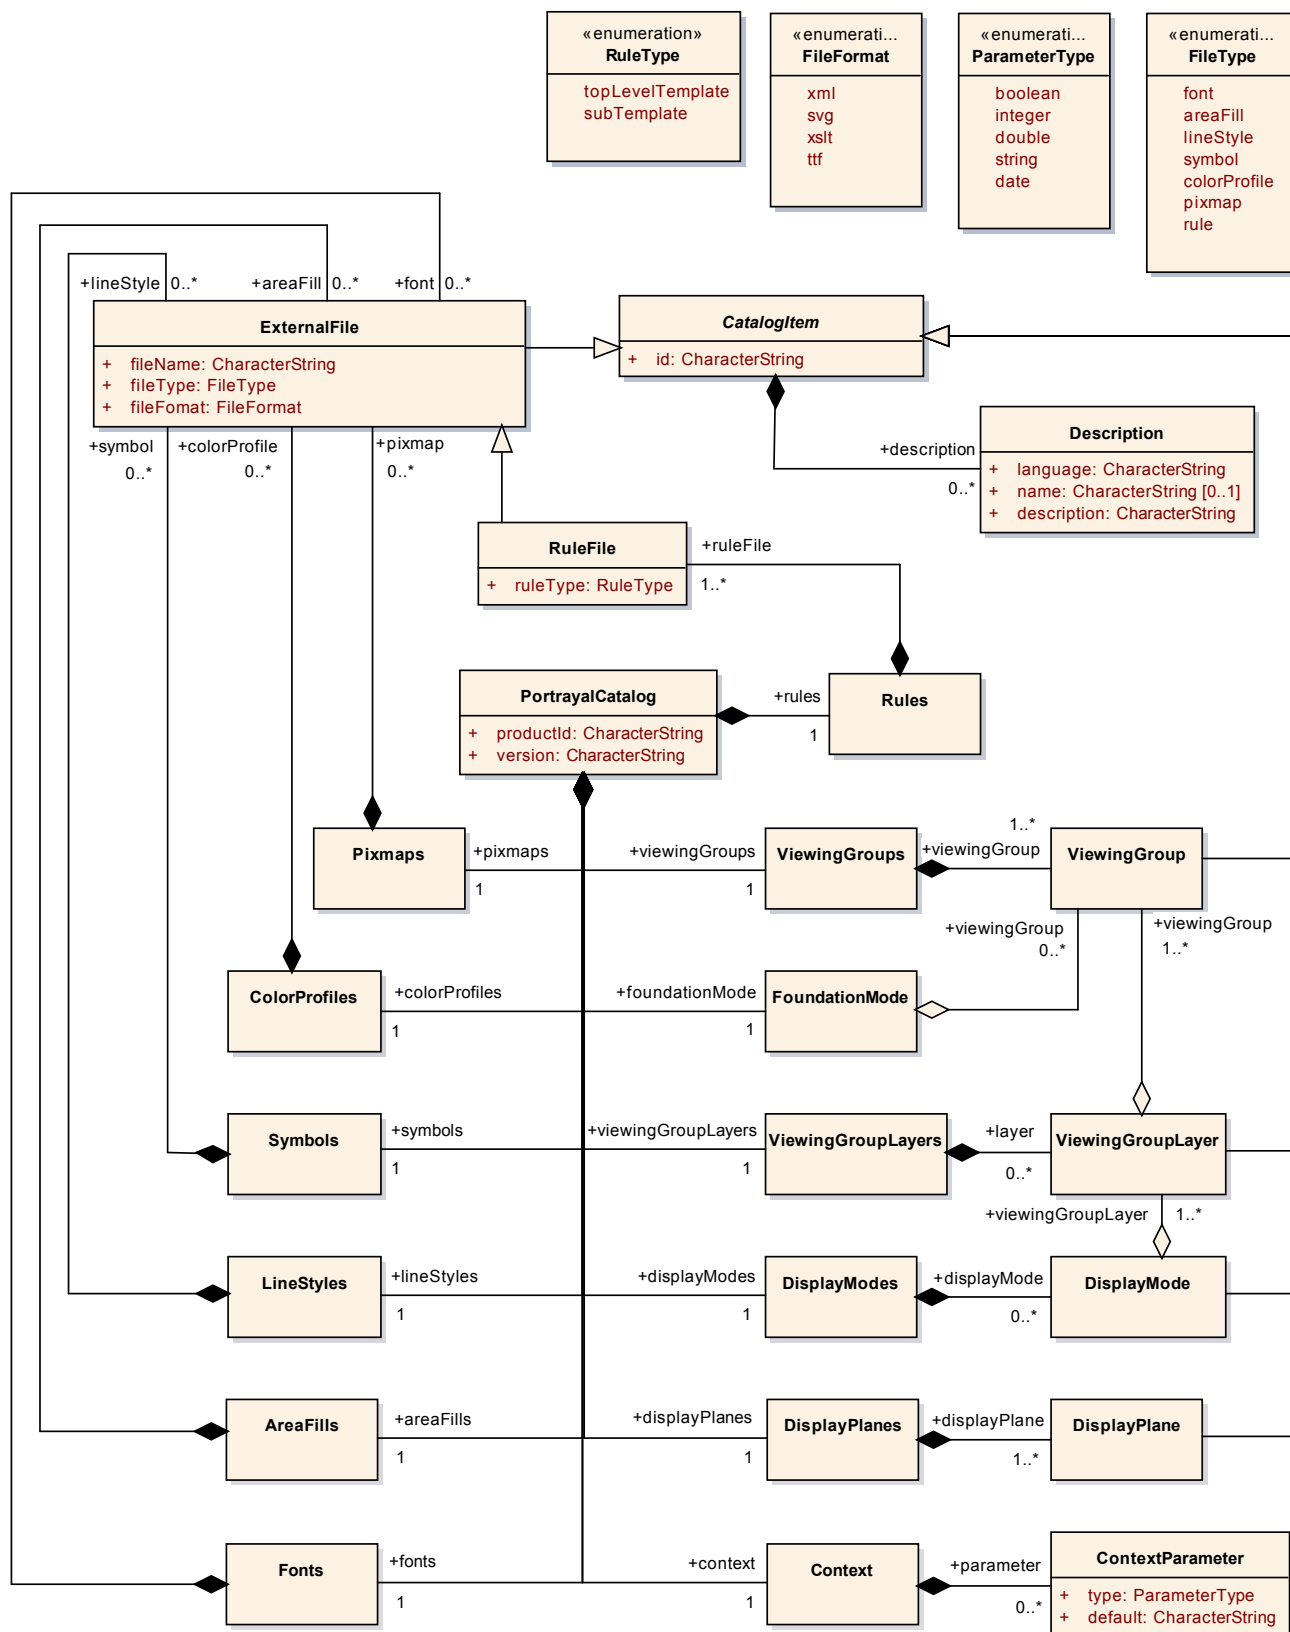 «enumeration»
RuleType
topLevelTemplate
subTemplate
«enumerati...
FileFormat
xml
svg
xslt
ttf
«enumerati...
ParameterType
boolean
integer
double
string
date
«enumerati...
FileType
font
areaFill
lineStyle
symbol
colorProfile
pixmap
rule
+lineStyle 0..*
+areaFill 0..*
+font 0..*
ExternalFile
+ fileName: CharacterString
+ fileType: FileType
+ fileFomat: FileFormat
CatalogItem
+ id: CharacterString
+symbol
0..*
+colorProfile
0..*
+pixmap
0..*
+description
0..*
Description
+ language: CharacterString
+ name: CharacterString [0..1]
+ description: CharacterString
RuleFile
+ ruleType: RuleType
+ruleFile
1..*
PortrayalCatalog
+ productId: CharacterString
+ version: CharacterString
+rules
1
Rules
Pixmaps
+pixmaps
1
+viewingGroups
1
ViewingGroups
1..*
+viewingGroup
ViewingGroup
+viewingGroup
0..*
+viewingGroup
1..*
ColorProfiles
+colorProfiles
1
+foundationMode
1
FoundationMode
Symbols
+symbols
1
+viewingGroupLayers
1
ViewingGroupLayers
+layer
0..*
ViewingGroupLayer
+viewingGroupLayer
1..*
LineStyles
+lineStyles
1
+displayModes
1
DisplayModes
+displayMode
0..*
DisplayMode
AreaFills
+areaFills
1
+displayPlanes
1
DisplayPlanes
+displayPlane
1..*
DisplayPlane
Fonts
+fonts
1
+context
1
Context
+parameter
0..*
ContextParameter
+ type: ParameterType
+ default: CharacterString